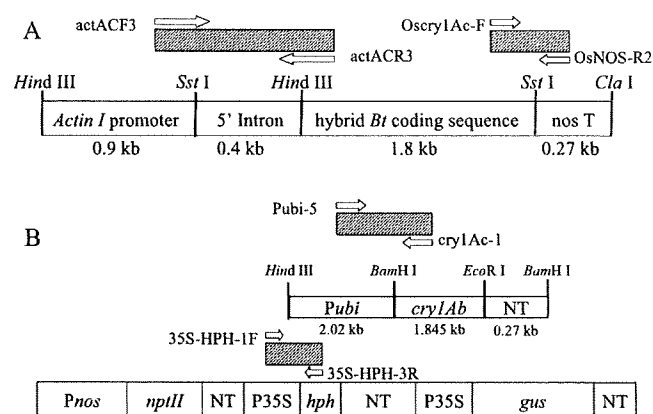 A
actACF3
Oscry1Ac-F
actACR3
OsNOS-R2
Hind III Sst I Hind III Sst I Cla I
Actin I promoter 5' Intron hybrid Bt coding sequence nos T
0.9 kb 0.4 kb 1.8 kb 0.27 kb
B
Pubi-5
cry1Ac-1
Hind III BamH I EcoR I BamH I
Pubi cry1Ab NT
2.02 kb 1.845 kb 0.27 kb
35S-HPH-1F
35S-HPH-3R
Pnos nptII NT P35S hph NT P35S gus NT